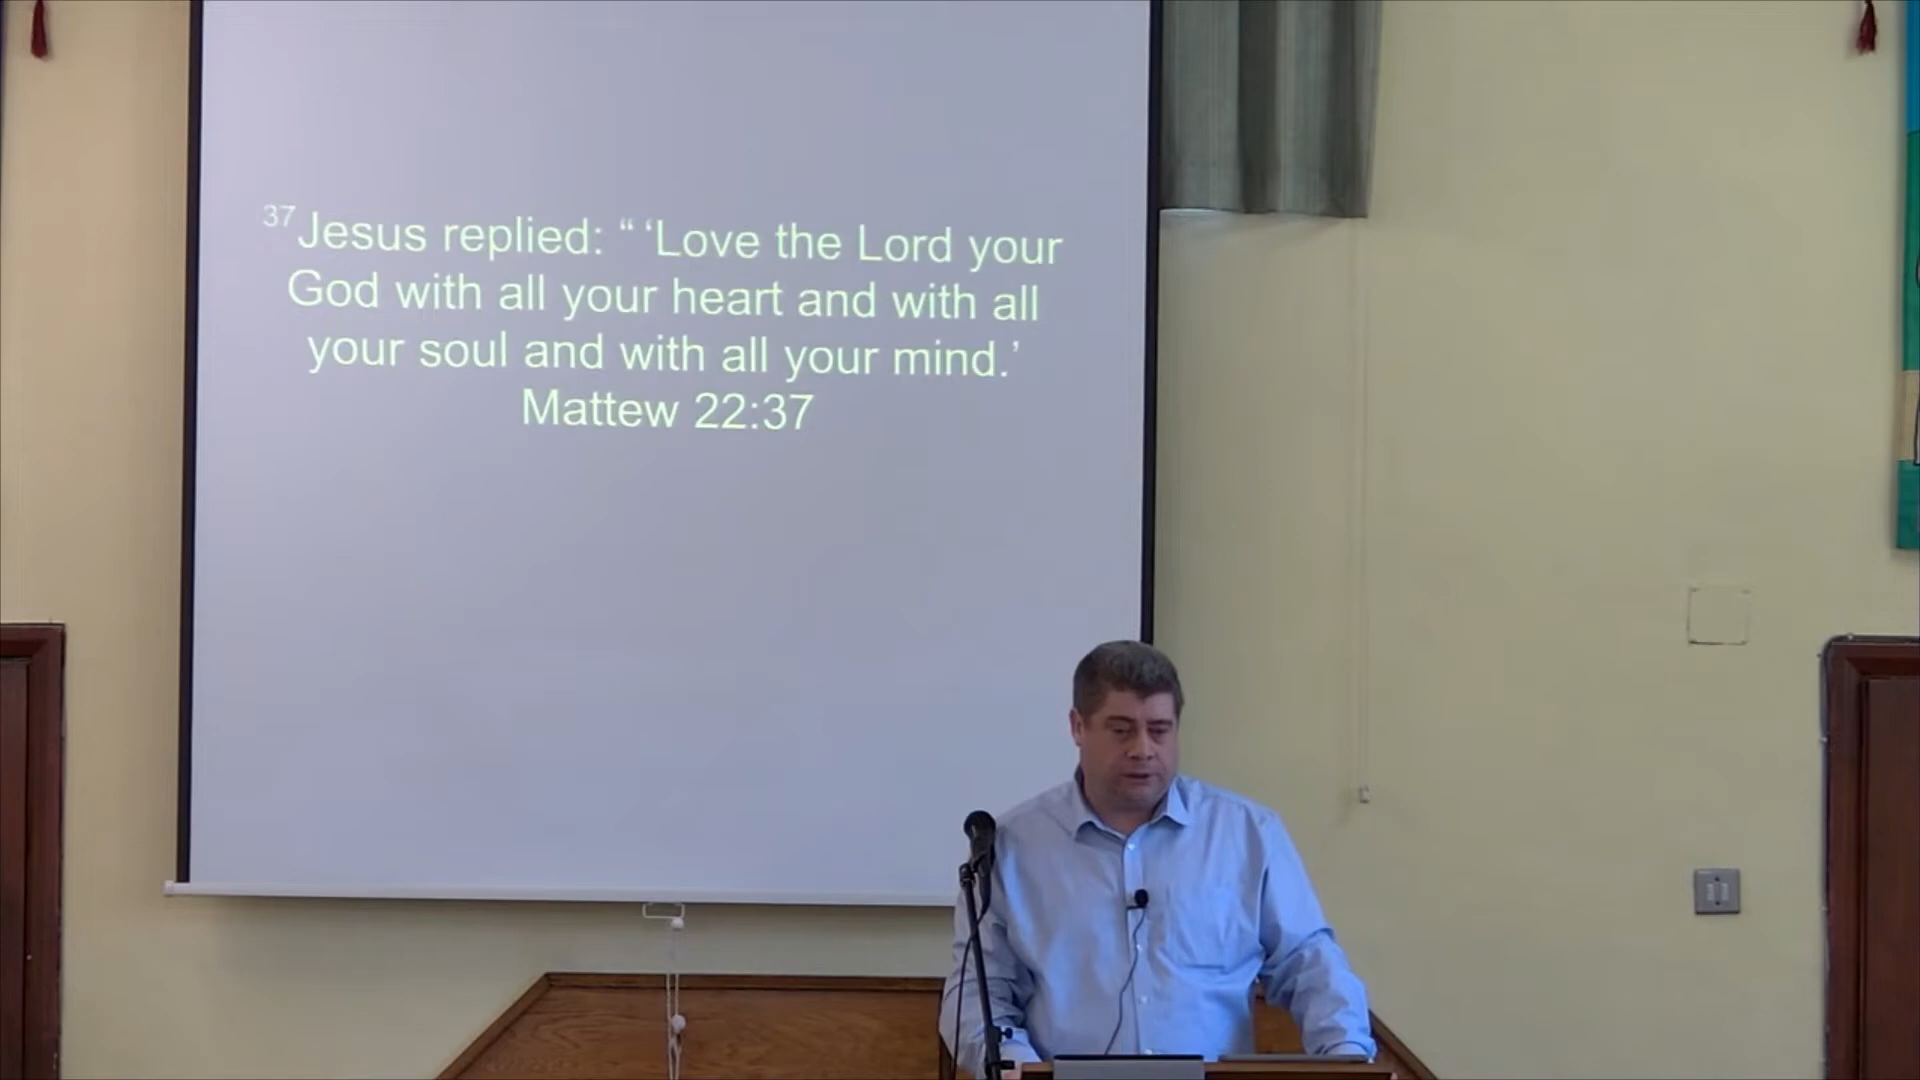 37Jesus replied: “ ‘Love the Lord your
God with all your heart and with all
your soul and with all your mind.’
Mattew 22:37